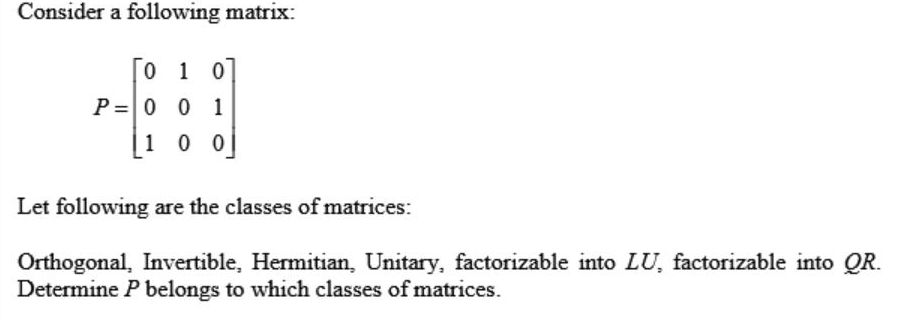 Consider a following matrix:
P = [0 1 0
0 0 1
1 0 0]
Let following are the classes of matrices:
Orthogonal, Invertible, Hermitian, Unitary, factorizable into LU, factorizable into QR.
Determine P belongs to which classes of matrices.